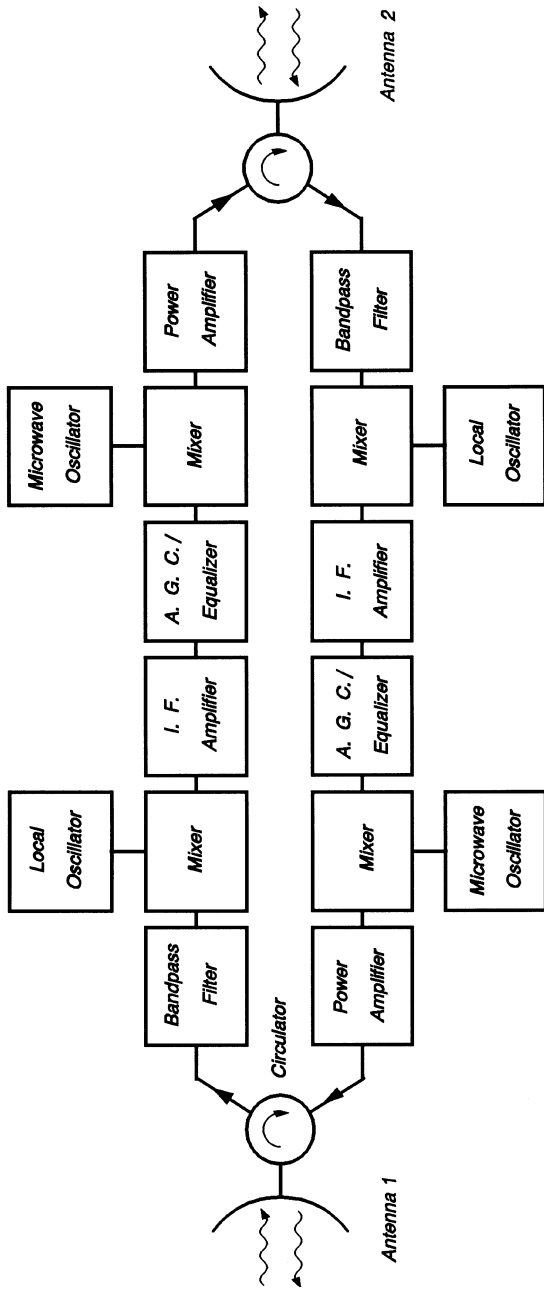 Local
Oscillator
Microwave
Oscillator
Bandpass
Filter
Mixer
I. F.
Amplifier
A. G. C./
Equalizer
Mixer
Power
Amplifier
Circulator
Antenna 1
Antenna 2
Power
Amplifier
Mixer
A. G. C./
Equalizer
I. F.
Amplifier
Mixer
Bandpass
Filter
Microwave
Oscillator
Local
Oscillator